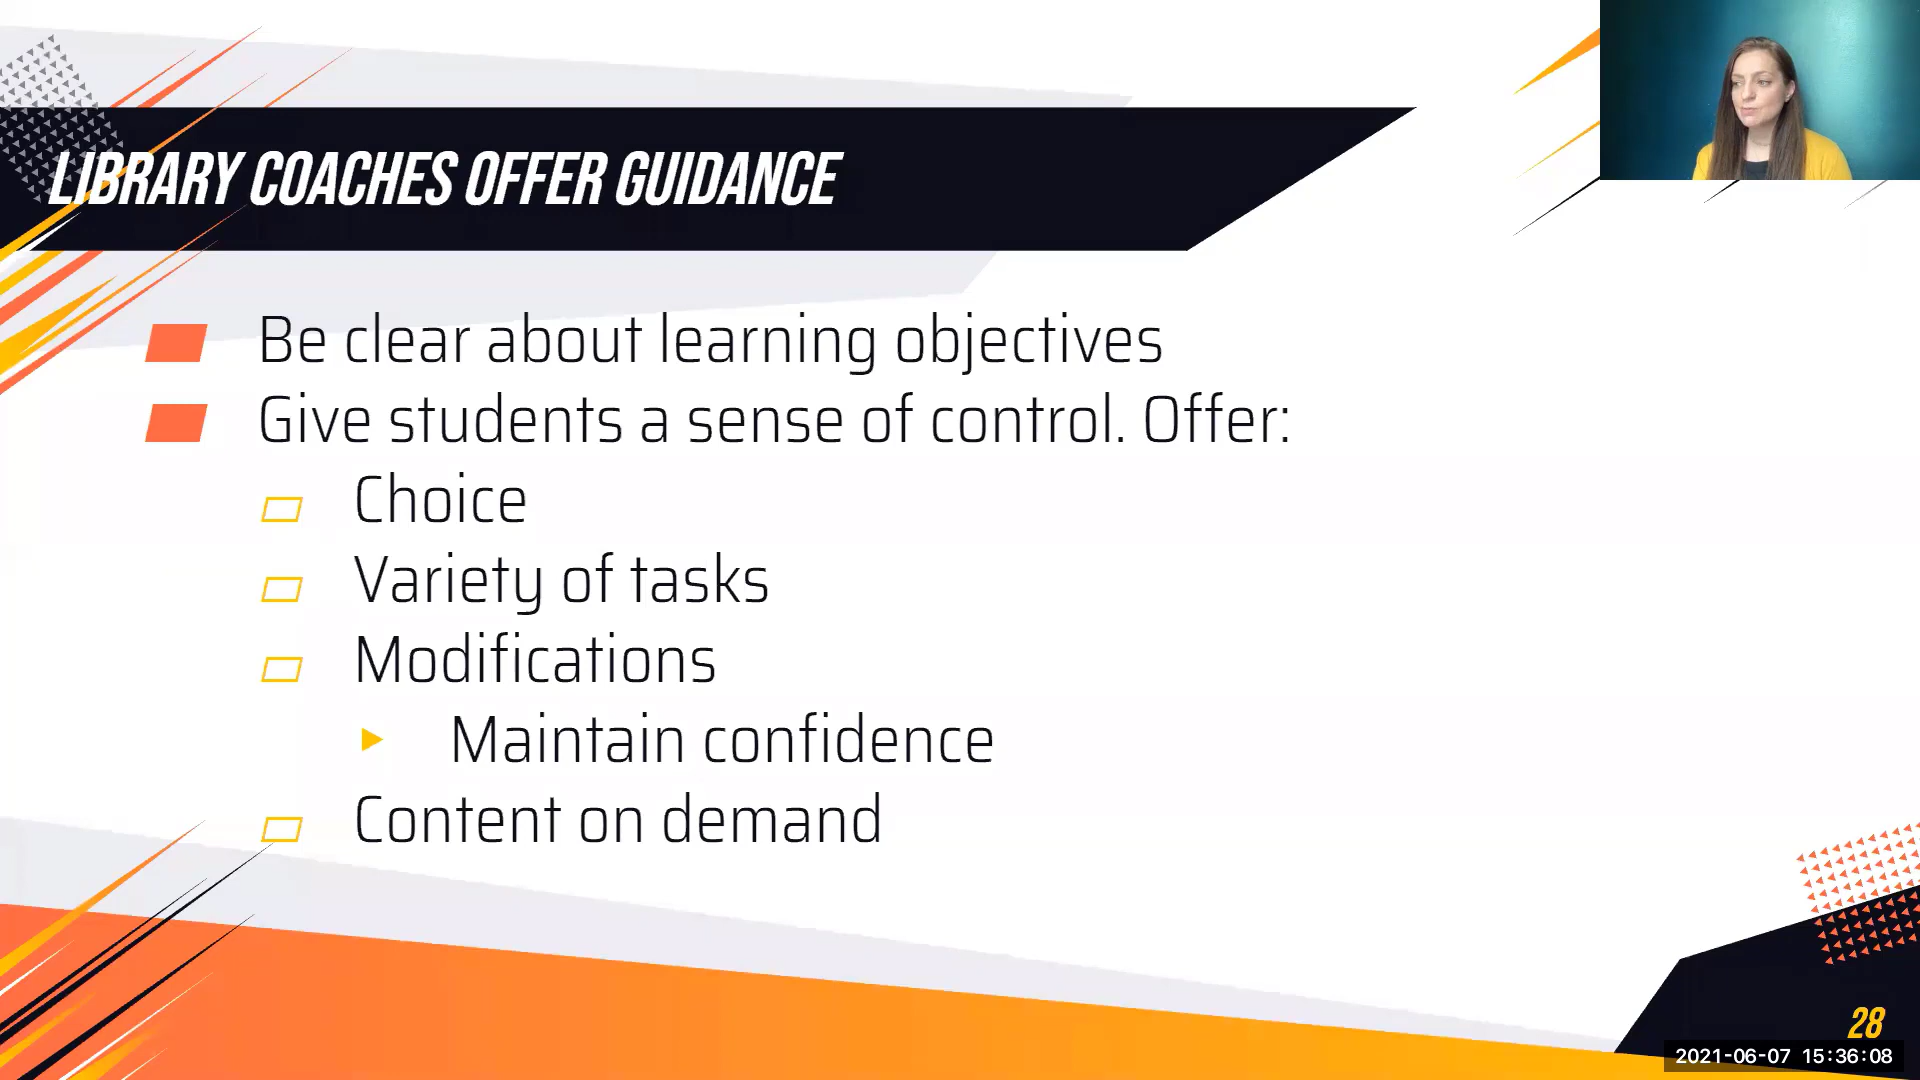 LIBRARY COACHES OFFER GUIDANCE
Be clear about learning objectives
Give students a sense of control. Offer:
Choice
Variety of tasks
Modifications
Maintain confidence
Content on demand
28
2021-06-07 15:36:08